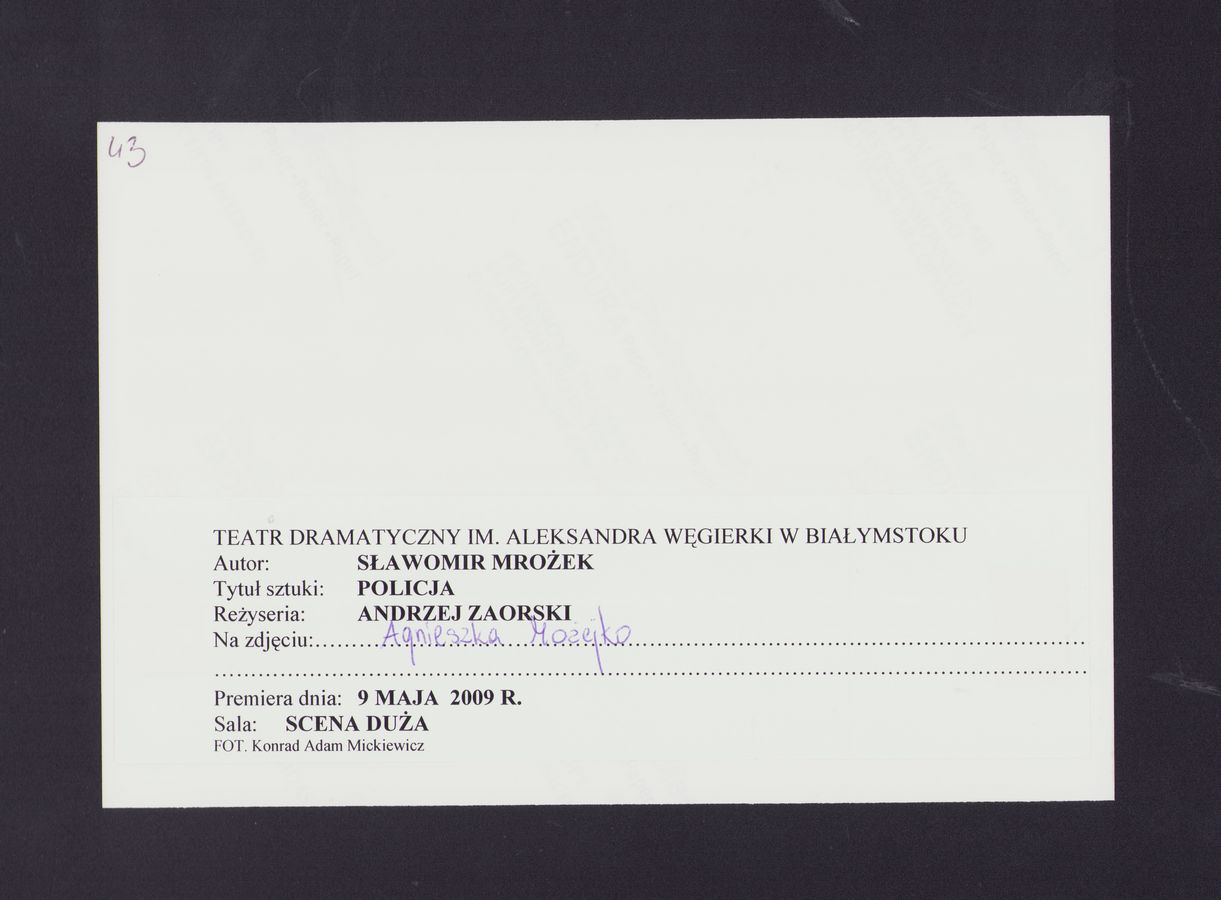 43
TEATR DRAMATYCZNY IM. ALEKSANDRA WĘGIERKI W BIAŁYMSTOKU
Autor: SŁAWOMIR MROŻEK
Tytuł sztuki: POLICJA
Reżyseria: ANDRZEJ ZAORSKI
Na zdjęciu: Agnieszka Możejko
Premiera dnia: 9 MAJA 2009 R.
Sala: SCENA DUŻA
FOT. Konrad Adam Mickiewicz